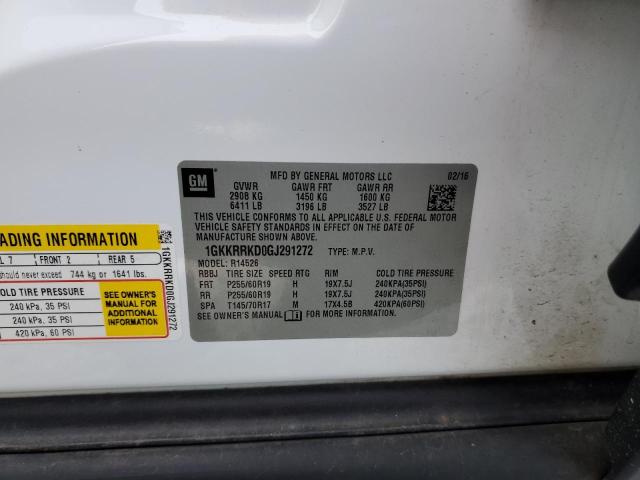 ADING INFORMATION
L 7 FRONT 2 REAR 5
hould never exceed 744 kg or 1641 lbs.
COLD TIRE PRESSURE
240 kPa, 35 PSI
240 kPa, 35 PSI
420 kPa, 60 PSI
SEE OWNER'S
MANUAL FOR
ADDITIONAL
INFORMATION
1GKKRRKD0GJ291272
GM
MFD BY GENERAL MOTORS LLC 02/16
GVWR GAWR FRT GAWR RR
2908 KG 1450 KG 1600 KG
6411 LB 3196 LB 3527 LB
THIS VEHICLE CONFORMS TO ALL APPLICABLE U.S. FEDERAL MOTOR
VEHICLE SAFETY STANDARDS IN EFFECT ON THE DATE OF
MANUFACTURE SHOWN ABOVE.
1GKKRRKD0GJ291272 TYPE: M.P.V.
MODEL: R14526
RBBJ TIRE SIZE SPEED RTG RIM COLD TIRE PRESSURE
FRT P255/60R19 H 19X7.5J 240KPA(35PSI)
RR P255/60R19 H 19X7.5J 240KPA(35PSI)
SPA T145/70R17 M 17X4.5B 420KPA(60PSI)
SEE OWNER'S MANUAL FOR MORE INFORMATION.